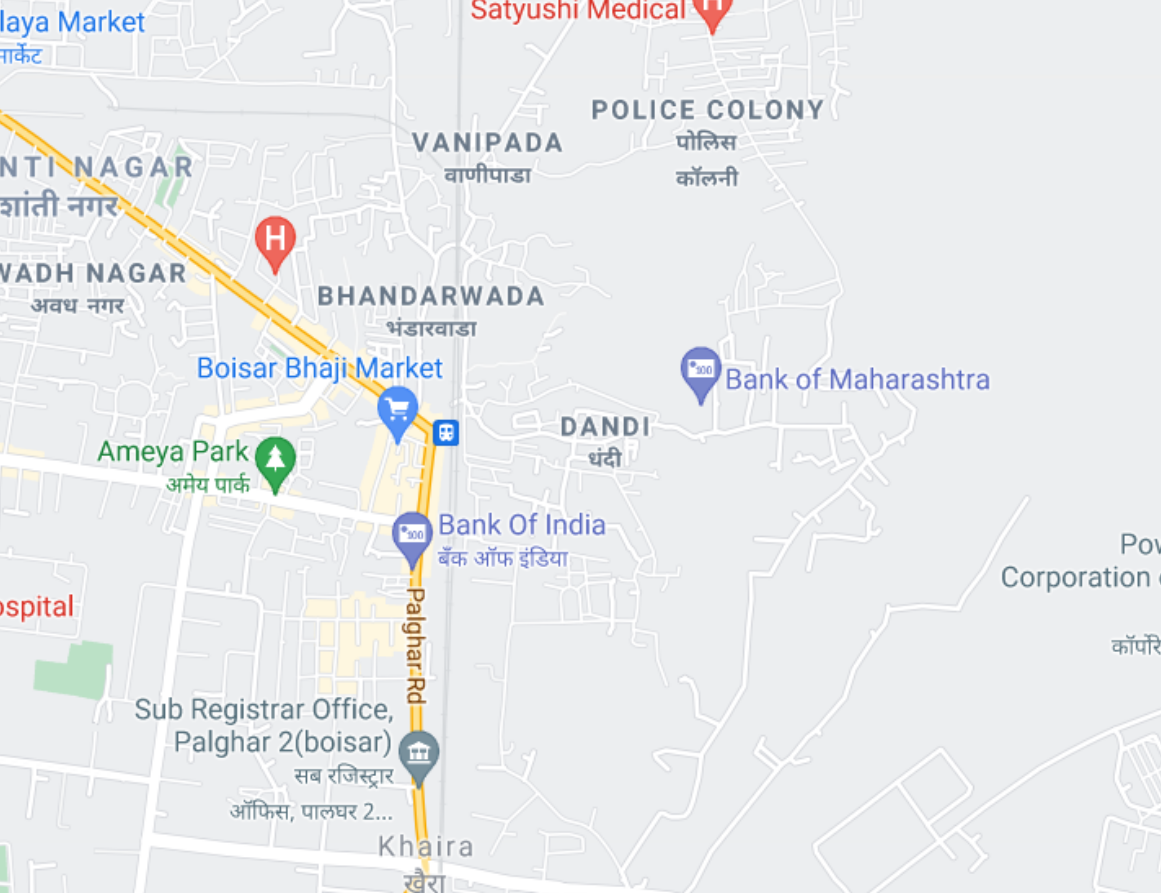 Satyushi Medical
laya Market
मार्केट
POLICE COLONY
पोलिस
कॉलनी
VANIPADA
वाणीपाडा
NTI NAGAR
शांती नगर
H
WADH NAGAR
अवध नगर
BHANDARWADA
भंडारवाडा
Boisar Bhaji Market
Bank of Maharashtra
DANDI
धंदी
Ameya Park
अमेय पार्क
Bank Of India
बँक ऑफ इंडिया
Pow
Corporation
ospital
कॉर्पोरे
Palghar Rd
Sub Registrar Office,
Palghar 2(boisar)
सब रजिस्ट्रार
ऑफिस, पालघर 2...
Khaira
खैरा